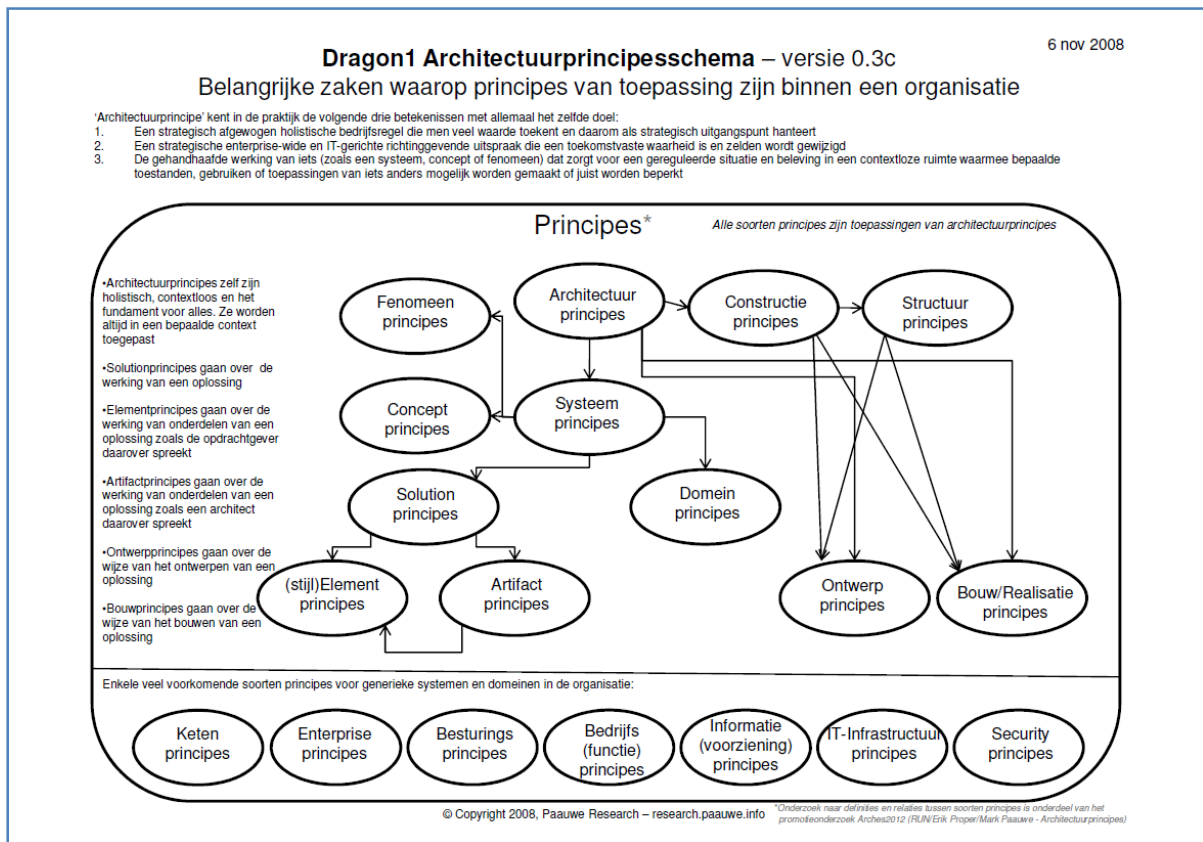 6 nov 2008
Dragon1 Architectuurprincipesschema – versie 0.3c
Belangrijke zaken waarop principes van toepassing zijn binnen een organisatie
‘Architectuurprincipe’ kent in de praktijk de volgende drie betekenissen met allemaal het zelfde doel:
1. Een strategisch afgewogen holistische bedrijfsregel die men veel waarde toekent en daarom als strategisch uitgangspunt hanteert
2. Een strategische enterprise-wide en IT-gerichte richtinggevende uitspraak die een toekomstvaste waarheid is en zelden wordt gewijzigd
3. De gehandhaafde werking van iets (zoals een systeem, concept of fenomeen) dat zorgt voor een gereguleerde situatie en beleving in een contextloze ruimte waarmee bepaalde
toestanden, gebruiken of toepassingen van iets anders mogelijk worden gemaakt of juist worden beperkt
Principes*
Alle soorten principes zijn toepassingen van architectuurprincipes
•Architectuurprincipes zelf zijn
holistisch, contextloos en het
fundament voor alles. Ze worden
altijd in een bepaalde context
toegepast
•Solutionprincipes gaan over de
werking van een oplossing
•Elementprincipes gaan over de
werking van onderdelen van een
oplossing zoals de opdrachtgever
daarover spreekt
•Artifactprincipes gaan over de
werking van onderdelen van een
oplossing zoals een architect
daarover spreekt
•Ontwerpprincipes gaan over de
wijze van het ontwerpen van een
oplossing
•Bouwprincipes gaan over de
wijze van het bouwen van een
oplossing
Fenomeen
principes
Architectuur
principes
Constructie
principes
Structuur
principes
Concept
principes
Systeem
principes
Solution
principes
Domein
principes
(stijl)Element
principes
Artifact
principes
Ontwerp
principes
Bouw/Realisatie
principes
Enkele veel voorkomende soorten principes voor generieke systemen en domeinen in de organisatie:
Keten
principes
Enterprise
principes
Besturings
principes
Bedrijfs
(functie)
principes
Informatie
(voorziening)
principes
IT-Infrastructuur
principes
Security
principes
© Copyright 2008, Paauwe Research – research.paauwe.info
*Onderzoek naar definities en relaties tussen soorten principes is onderdeel van het
promotieonderzoek Arches2012 (RUN/Erik Proper/Mark Paauwe - Architectuurprincipes)